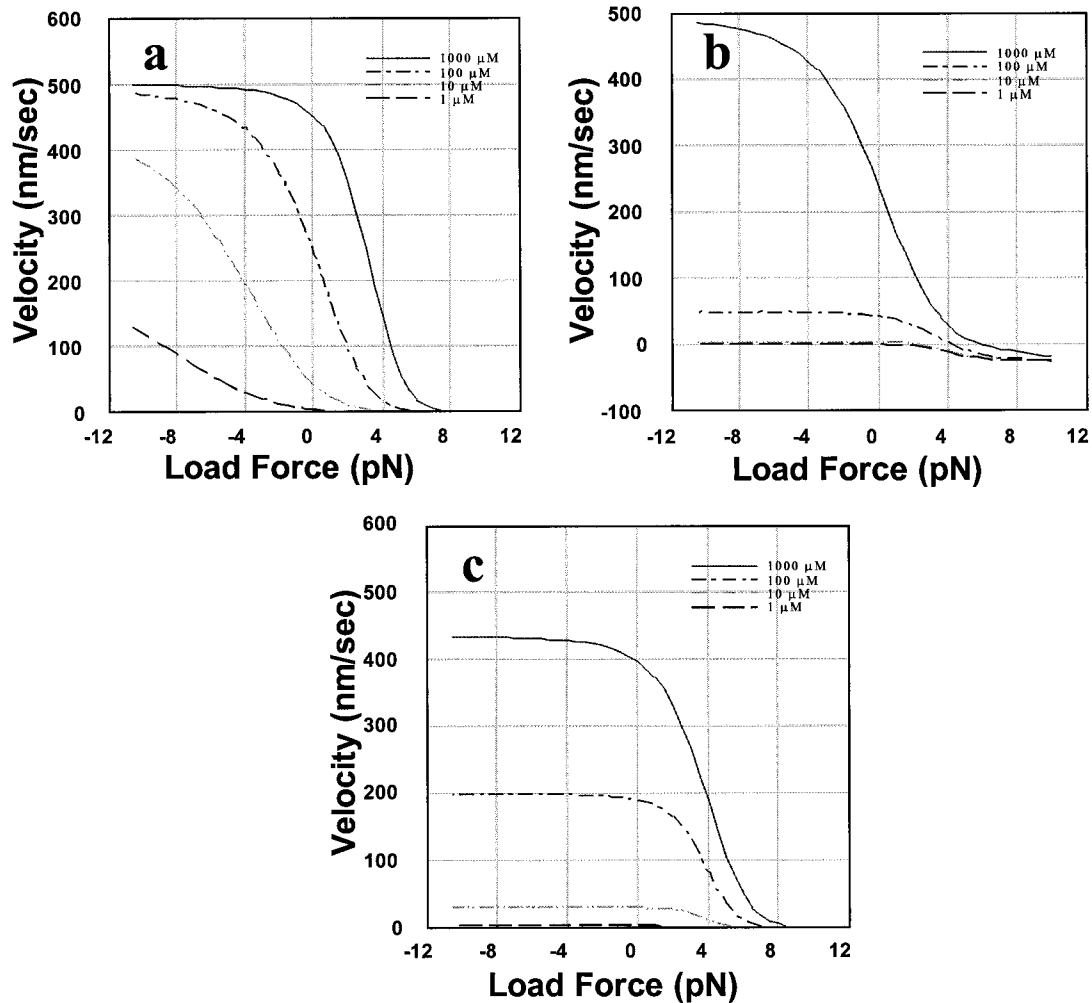 a
1000 µM
100 µM
10 µM
1 µM
600
500
400
300
200
100
0
-12
-8
-4
0
4
8
12
Velocity (nm/sec)
Load Force (pN)
b
1000 µM
100 µM
10 µM
1 µM
500
400
300
200
100
0
-100
-12
-8
-4
0
4
8
12
Velocity (nm/sec)
Load Force (pN)
c
1000 µM
100 µM
10 µM
1 µM
600
500
400
300
200
100
0
-12
-8
-4
0
4
8
12
Velocity (nm/sec)
Load Force (pN)